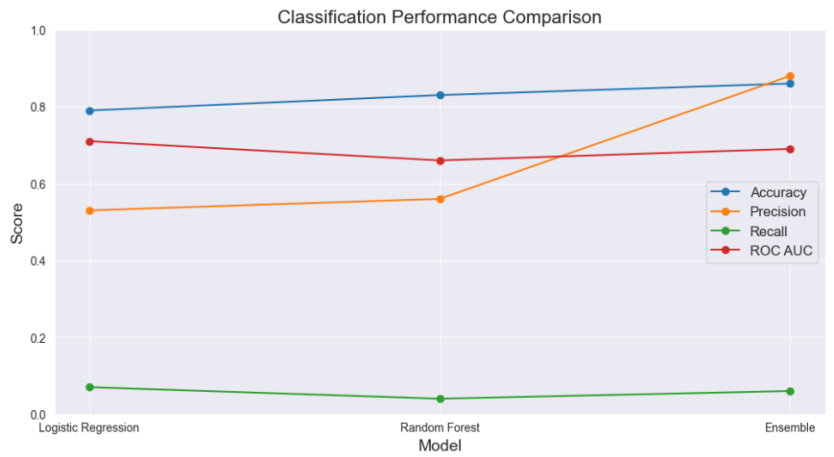 Classification Performance Comparison
1.0
0.8
0.6
0.4
0.2
0.0
Score
Accuracy
Precision
Recall
ROC AUC
Logistic Regression
Random Forest
Ensemble
Model